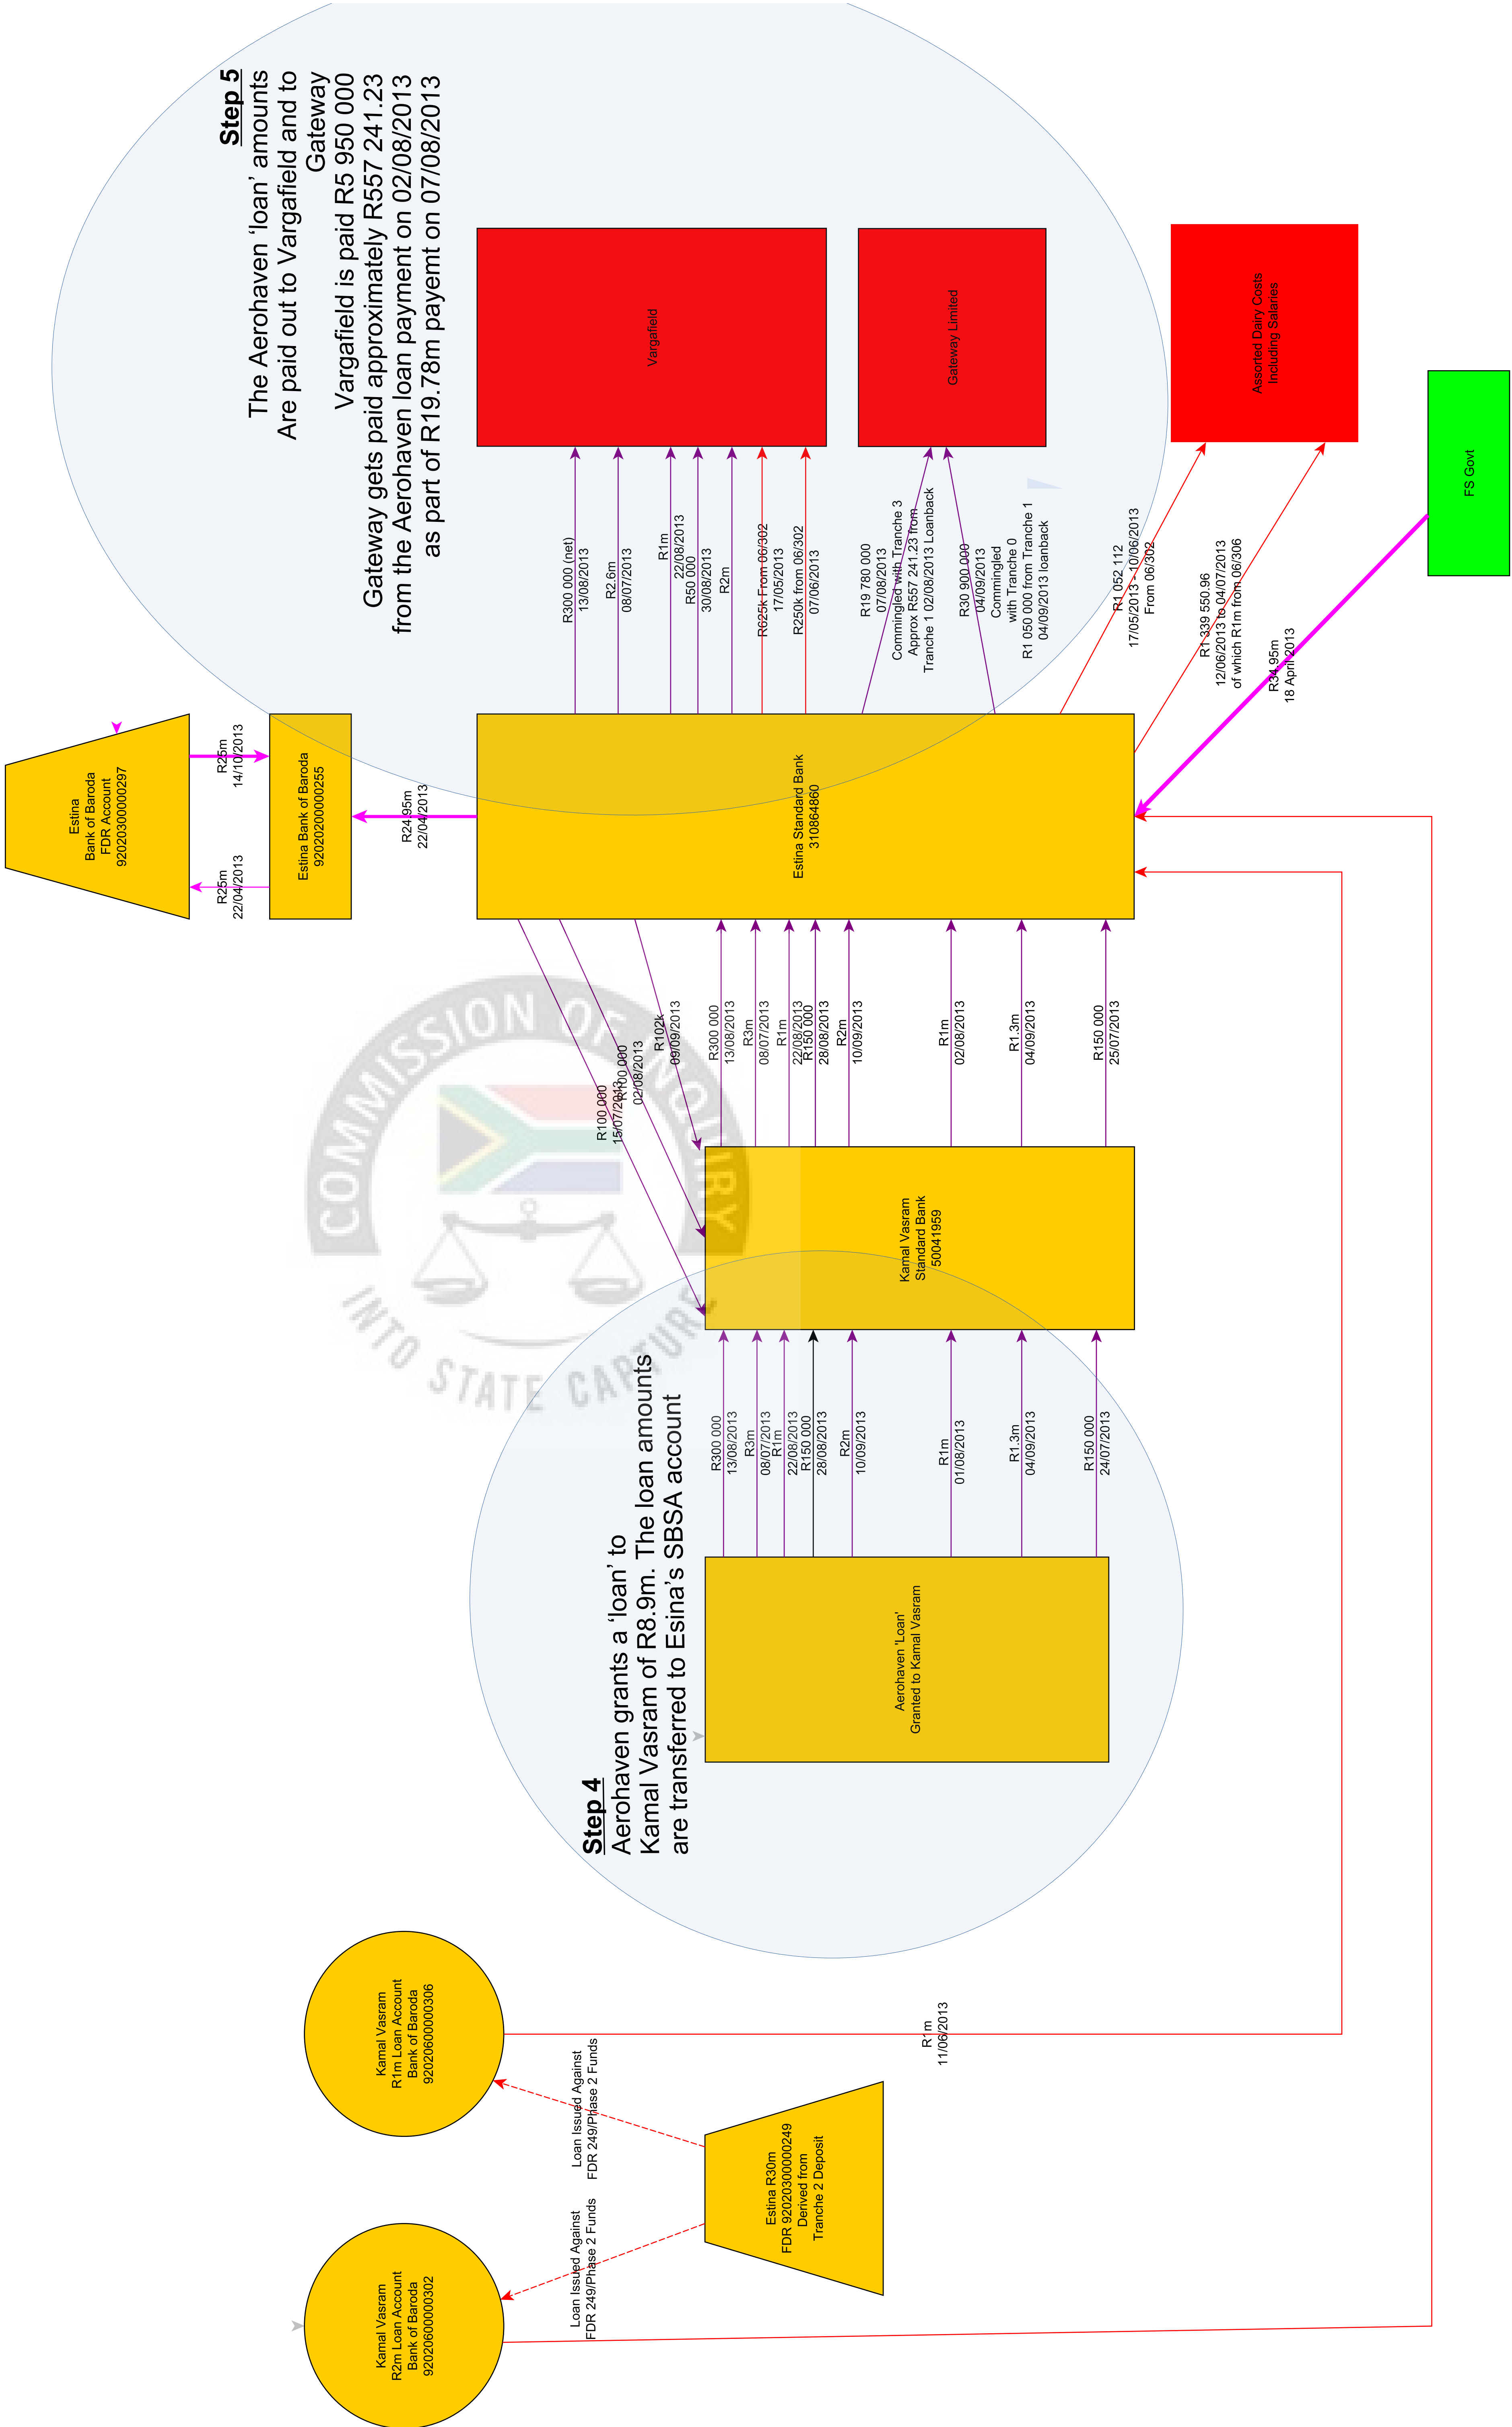 Step 5
The Aerohaven ‘loan’ amounts
Are paid out to Vargafield and to
Gateway
Vargafield is paid R5 950 000
Gateway gets paid approximately R557 241.23
from the Aerohaven loan payment on 02/08/2013
as part of R19.78m payemt on 07/08/2013
Vargafield
Gateway Limited
Assorted Dairy Costs
Including Salaries
FS Govt
R300 000 (net)
13/08/2013
R2.6m
08/07/2013
R1m
22/08/2013
R50 000
30/08/2013
R2m
R625k From 06/302
17/05/2013
R250k from 06/302
07/06/2013
R19 780 000
07/08/2013
Commingled with Tranche 3
Approx R557 241.23 from
Tranche 1 02/08/2013 Loanback
R30 900 000
04/09/2013
Commingled
with Tranche 0
R1 050 000 from Tranche 1
04/09/2013 loanback
R1 052 112
17/05/2013 - 10/06/2013
From 06/302
R1 339 550.96
12/06/2013 to 04/07/2013
of which R1m from 06/306
R34.95m
18 April 2013
Estina
Bank of Baroda
FDR Account
92020300000297
R25m
14/10/2013
R25m
22/04/2013
Estina Bank of Baroda
92020200000255
R24.95m
22/04/2013
Estina Standard Bank
310864860
R100 000
15/07/2013
R100 000
02/08/2013
R102k
09/09/2013
R300 000
13/08/2013
R3m
08/07/2013
R1m
22/08/2013
R150 000
28/08/2013
R2m
10/09/2013
R1m
02/08/2013
R1.3m
04/09/2013
R150 000
25/07/2013
COMMISSION OF INQUIRY
INTO STATE CAPTURE
Kamal Vasram
Standard Bank
50041959
R300 000
13/08/2013
R3m
08/07/2013
R1m
22/08/2013
R150 000
28/08/2013
R2m
10/09/2013
R1m
01/08/2013
R1.3m
04/09/2013
R150 000
24/07/2013
Step 4
Aerohaven grants a ‘loan’ to
Kamal Vasram of R8.9m. The loan amounts
are transferred to Esina’s SBSA account
Aerohaven 'Loan'
Granted to Kamal Vasram
Kamal Vasram
R1m Loan Account
Bank of Baroda
92020600000306
R1m
11/06/2013
Loan Issued Against
FDR 249/Phase 2 Funds
Estina R30m
FDR 92020300000249
Derived from
Tranche 2 Deposit
Loan Issued Against
FDR 249/Phase 2 Funds
Kamal Vasram
R2m Loan Account
Bank of Baroda
92020600000302